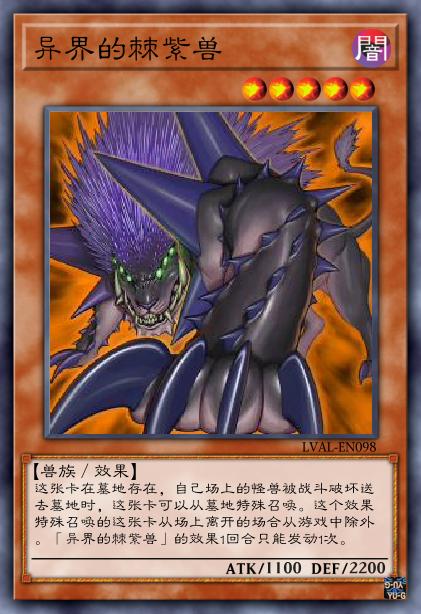 异界的棘紫兽
闇
LVAL-EN098
【兽族／效果】
这张卡在墓地存在，自己场上的怪兽被战斗破坏送
去墓地时，这张卡可以从墓地特殊召唤。这个效果
特殊召唤的这张卡从场上离开的场合从游戏中除外
。「异界的棘紫兽」的效果1回合只能发动1次。
ATK/1100 DEF/2200